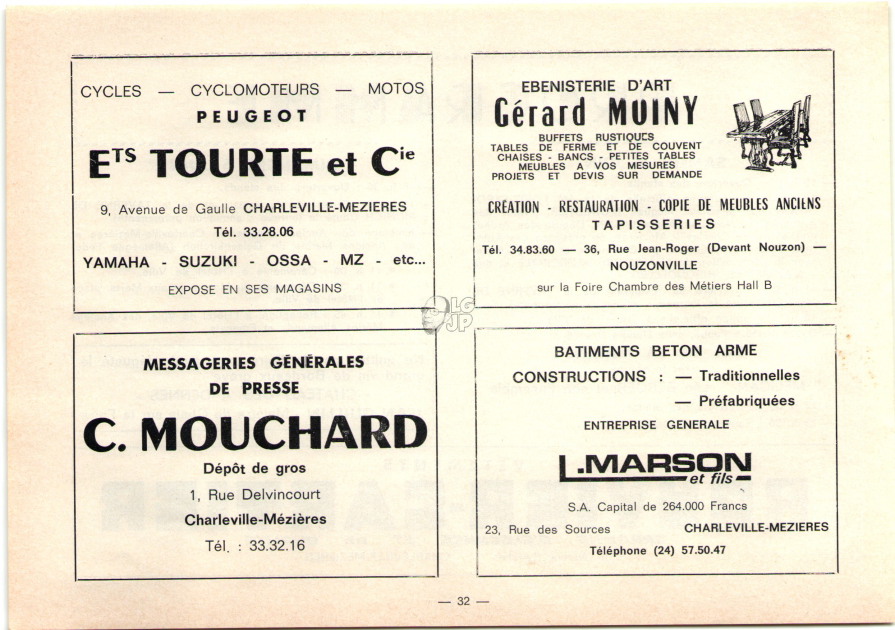 CYCLES — CYCLOMOTEURS — MOTOS
PEUGEOT
ETS TOURTE et Cie
9, Avenue de Gaulle CHARLEVILLE-MEZIERES
Tél. 33.28.06
YAMAHA - SUZUKI - OSSA - MZ - etc...
EXPOSE EN SES MAGASINS
EBENISTERIE D'ART
Gérard MUINY
BUFFETS RUSTIQUES
TABLES DE FERME ET DE COUVENT
CHAISES - BANCS - PETITES TABLES
MEUBLES A VOS MESURES
PROJETS ET DEVIS SUR DEMANDE
CRÉATION - RESTAURATION - COPIE DE MEUBLES ANCIENS
TAPISSERIES
Tél. 34.83.60 — 36, Rue Jean-Roger (Devant Nouzon) —
NOUZONVILLE
sur la Foire Chambre des Métiers Hall B
LG
JP
MESSAGERIES GÉNÉRALES
DE PRESSE
C. MOUCHARD
Dépôt de gros
1, Rue Delvincourt
Charleville-Mézières
Tél. : 33.32.16
BATIMENTS BETON ARME
CONSTRUCTIONS : — Traditionnelles
— Préfabriquées
ENTREPRISE GENERALE
L.MARSON
et fils
S.A. Capital de 264.000 Francs
23, Rue des Sources CHARLEVILLE-MEZIERES
Téléphone (24) 57.50.47
— 32 —